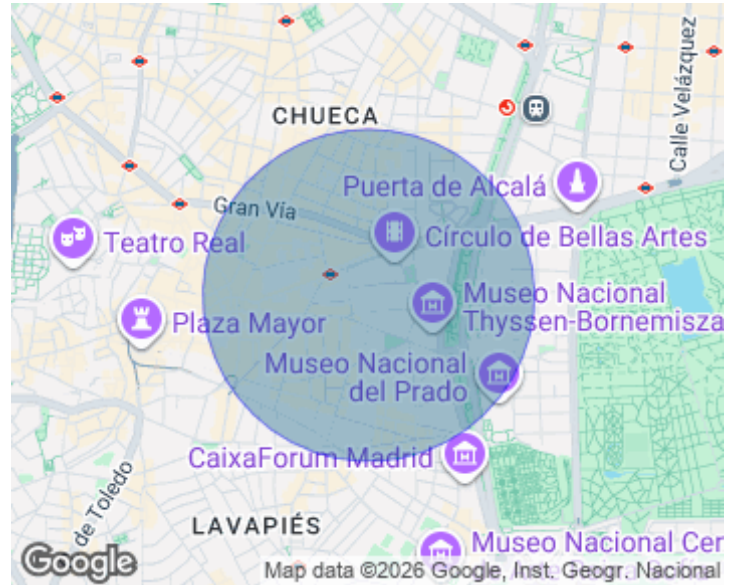 Calle Velázquez
CHUECA
Puerta de Alcalá
Gran Vía
Teatro Real
Círculo de Bellas Artes
Museo Nacional
Thyssen-Bornemisza
Plaza Mayor
Museo Nacional
del Prado
CaixaForum Madrid
de Toledo
LAVAPIÉS
Museo Nacional Cer
Google
Map data ©2026 Google, Inst. Geogr. Nacional